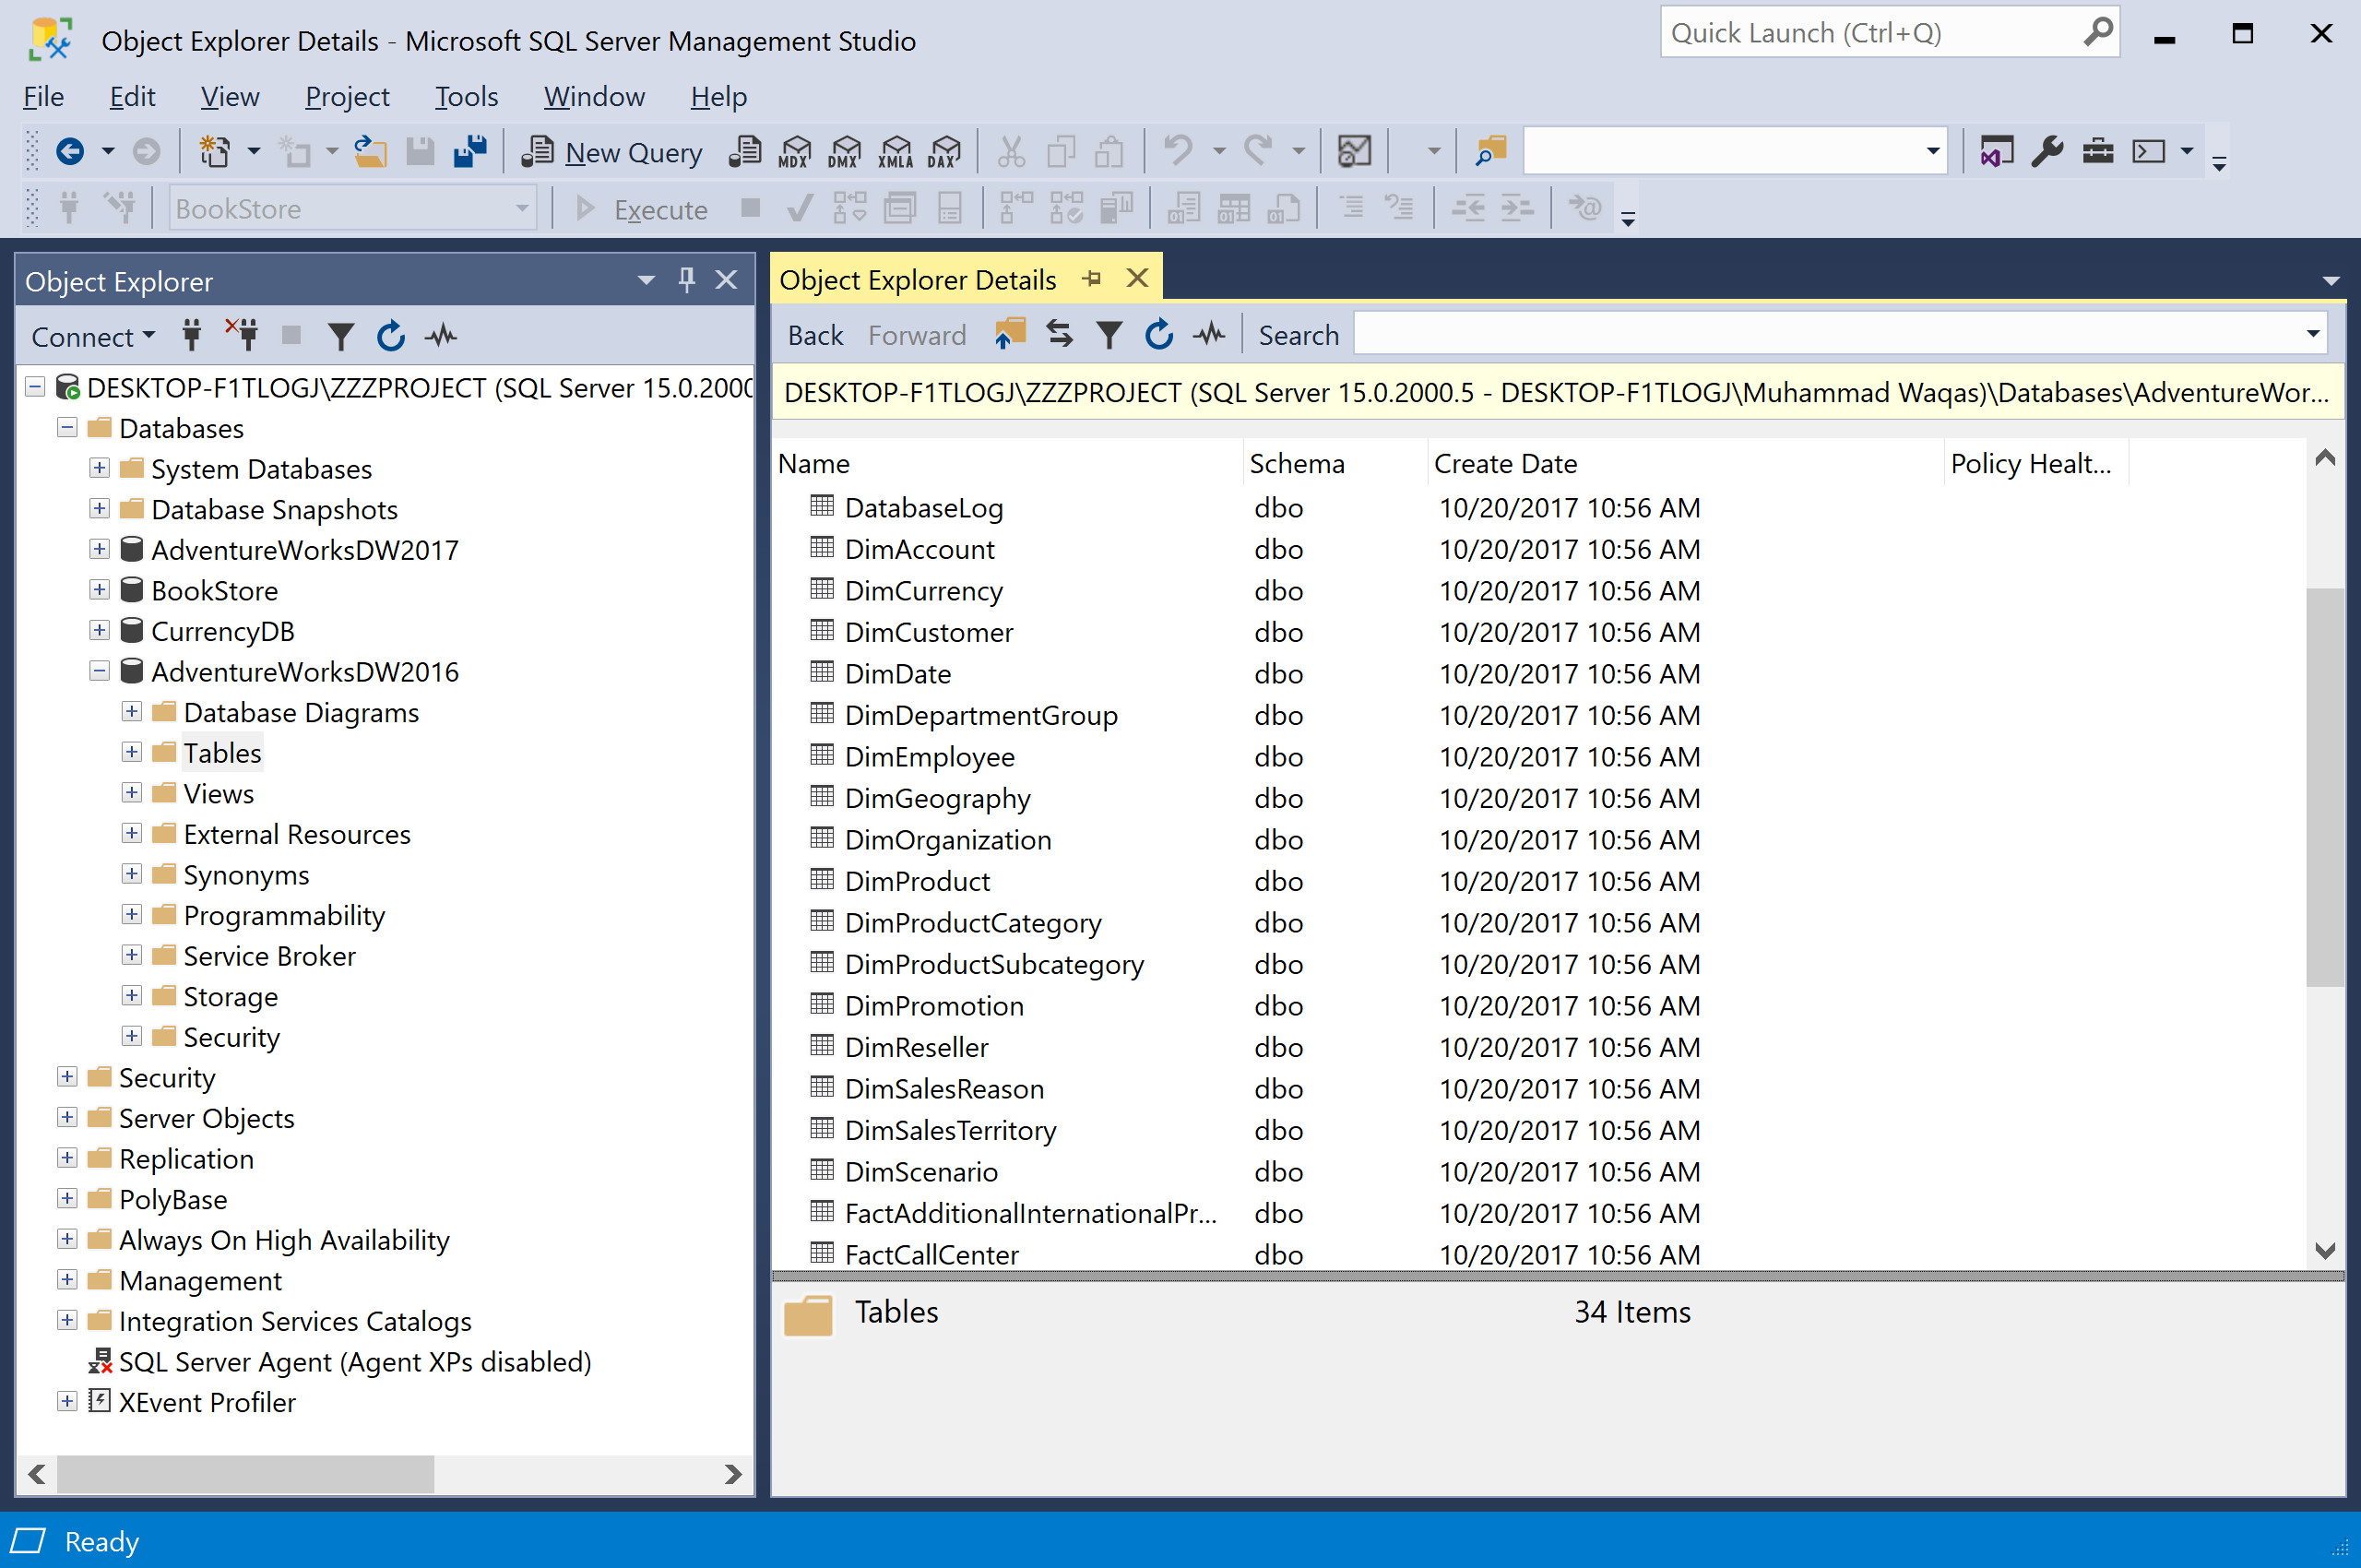 Object Explorer Details - Microsoft SQL Server Management Studio
Quick Launch (Ctrl+Q)
File Edit View Project Tools Window Help
New Query MDX DMX XMLA DAX
BookStore Execute
Object Explorer
Connect
DESKTOP-F1TLOGJ\ZZZPROJECT (SQL Server 15.0.2000
Databases
System Databases
Database Snapshots
AdventureWorksDW2017
BookStore
CurrencyDB
AdventureWorksDW2016
Database Diagrams
Tables
Views
External Resources
Synonyms
Programmability
Service Broker
Storage
Security
Security
Server Objects
Replication
PolyBase
Always On High Availability
Management
Integration Services Catalogs
SQL Server Agent (Agent XPs disabled)
XEvent Profiler
Object Explorer Details
Back Forward Search
DESKTOP-F1TLOGJ\ZZZPROJECT (SQL Server 15.0.2000.5 - DESKTOP-F1TLOGJ\Muhammad Waqas)\Databases\AdventureWor...
Name Schema Create Date Policy Healt...
DatabaseLog dbo 10/20/2017 10:56 AM
DimAccount dbo 10/20/2017 10:56 AM
DimCurrency dbo 10/20/2017 10:56 AM
DimCustomer dbo 10/20/2017 10:56 AM
DimDate dbo 10/20/2017 10:56 AM
DimDepartmentGroup dbo 10/20/2017 10:56 AM
DimEmployee dbo 10/20/2017 10:56 AM
DimGeography dbo 10/20/2017 10:56 AM
DimOrganization dbo 10/20/2017 10:56 AM
DimProduct dbo 10/20/2017 10:56 AM
DimProductCategory dbo 10/20/2017 10:56 AM
DimProductSubcategory dbo 10/20/2017 10:56 AM
DimPromotion dbo 10/20/2017 10:56 AM
DimReseller dbo 10/20/2017 10:56 AM
DimSalesReason dbo 10/20/2017 10:56 AM
DimSalesTerritory dbo 10/20/2017 10:56 AM
DimScenario dbo 10/20/2017 10:56 AM
FactAdditionalInternationalPr... dbo 10/20/2017 10:56 AM
FactCallCenter dbo 10/20/2017 10:56 AM
Tables 34 Items
Ready